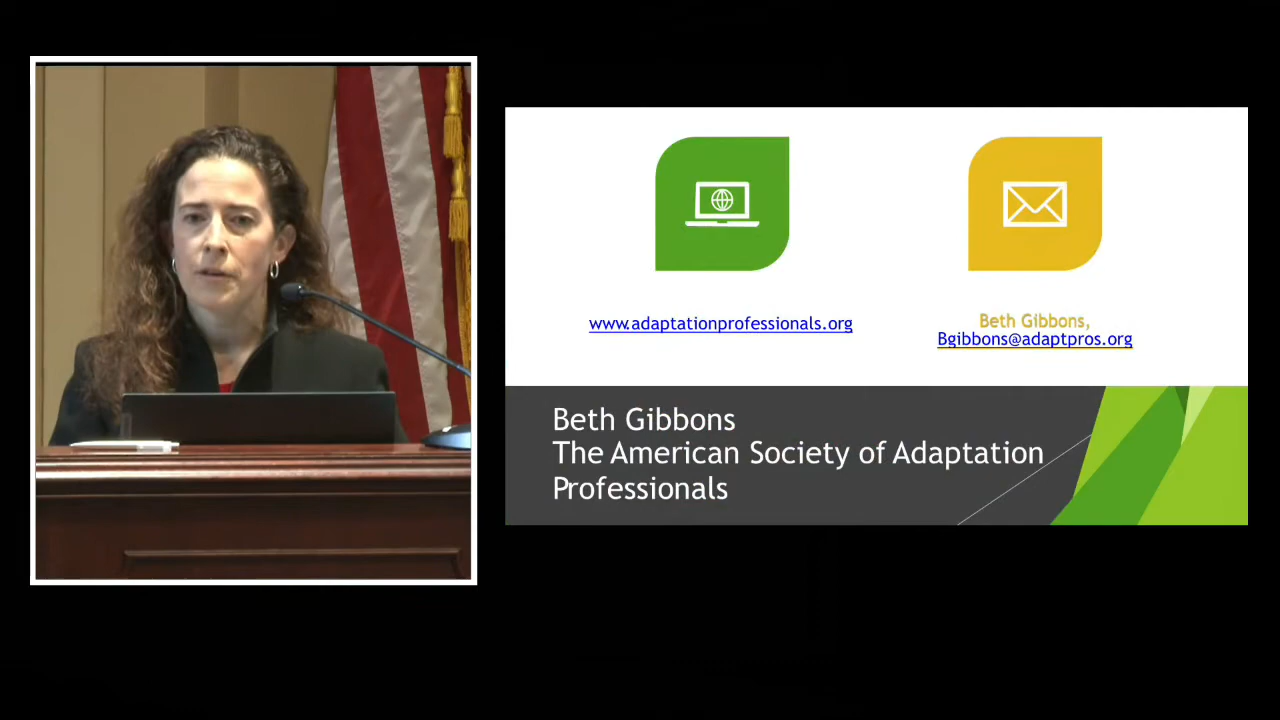 www.adaptationprofessionals.org
Beth Gibbons,
Bgibbons@adaptpros.org
Beth Gibbons
The American Society of Adaptation
Professionals